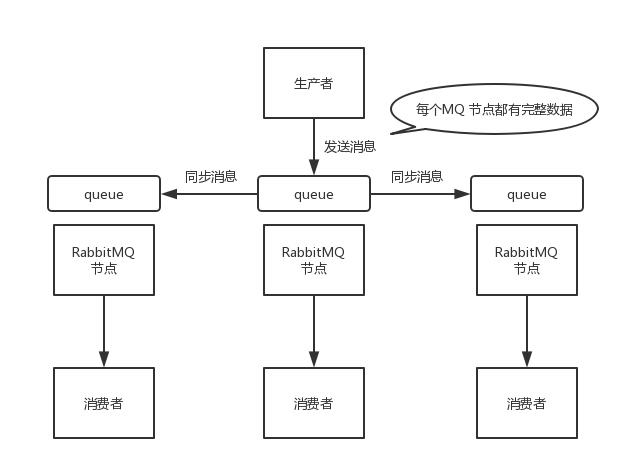 生产者
每个MQ 节点都有完整数据
发送消息
同步消息
同步消息
queue
queue
queue
RabbitMQ
节点
RabbitMQ
节点
RabbitMQ
节点
消费者
消费者
消费者